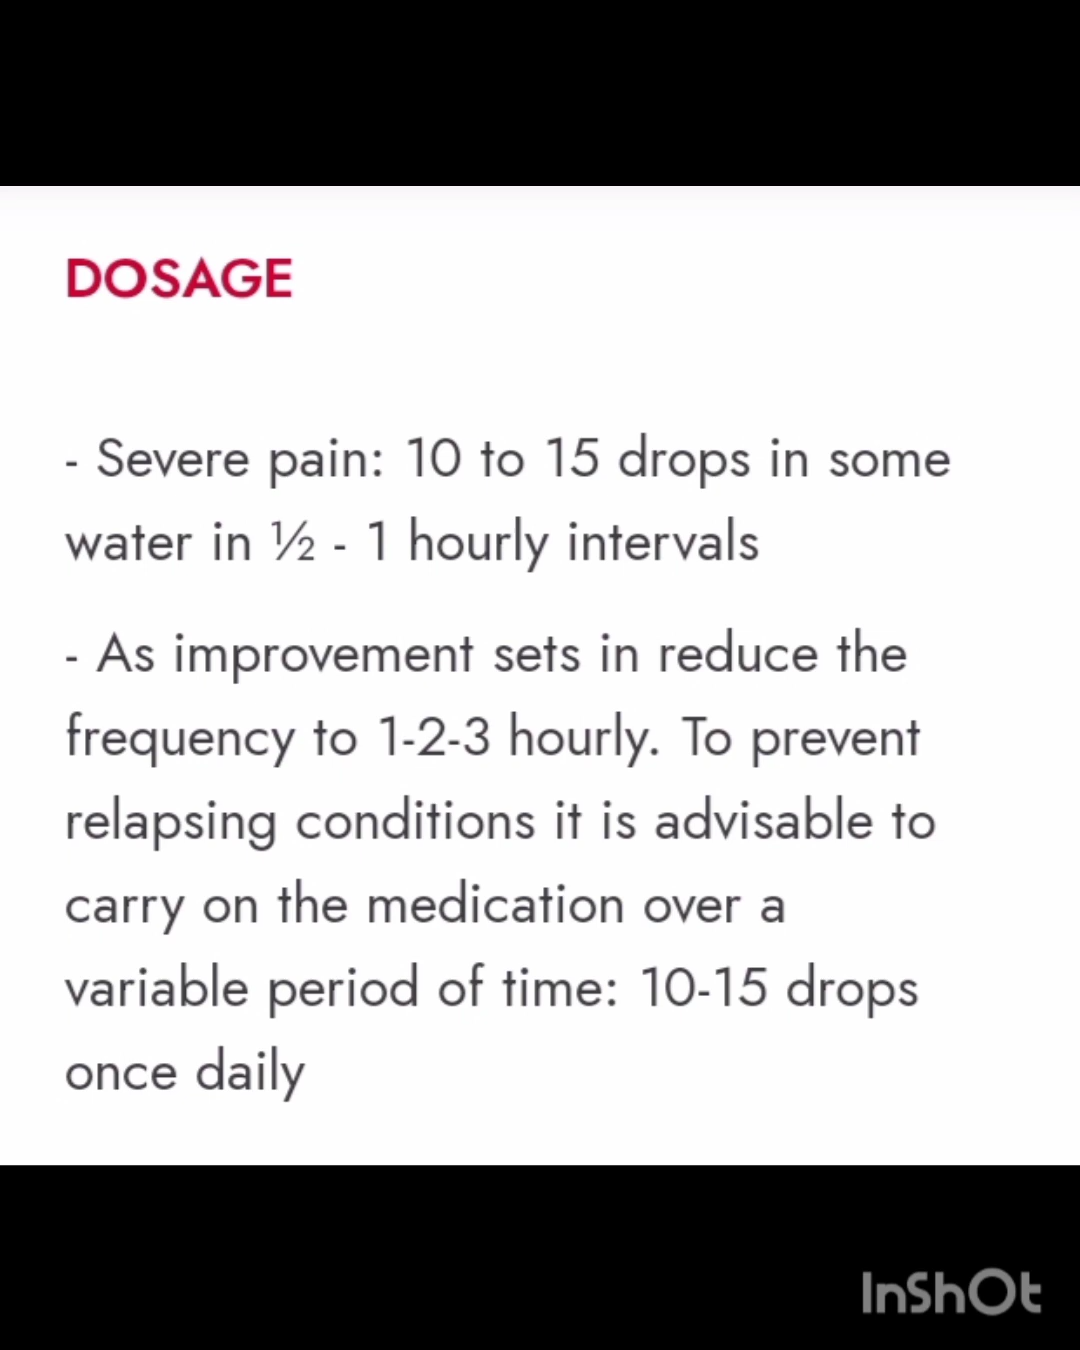 DOSAGE
- Severe pain: 10 to 15 drops in some
water in ½ - 1 hourly intervals
- As improvement sets in reduce the
frequency to 1-2-3 hourly. To prevent
relapsing conditions it is advisable to
carry on the medication over a
variable period of time: 10-15 drops
once daily
InShOt